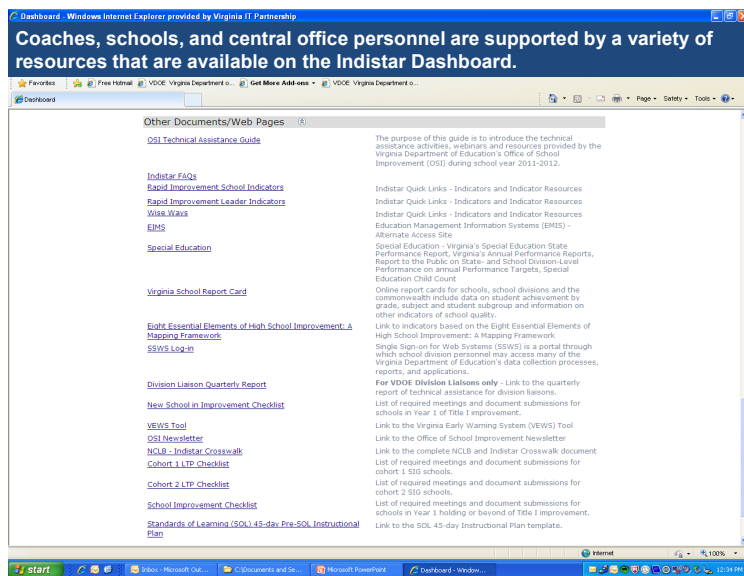 Dashboard - Windows Internet Explorer provided by Virginia IT Partnership
Coaches, schools, and central office personnel are supported by a variety of
resources that are available on the Indistar Dashboard.
Favorites Free Hotmail VDOE Virginia Department o... Get More Add-ons VDOE Virginia Department o...
Dashboard Page Safety Tools
Other Documents/Web Pages
OSI Technical Assistance Guide
The purpose of this guide is to introduce the technical
assistance activities, webinars and resources provided by the
Virginia Department of Education's Office of School
Improvement (OSI) during school year 2011-2012.
Indistar FAQs
Rapid Improvement School Indicators
Indistar Quick Links - Indicators and Indicator Resources
Rapid Improvement Leader Indicators
Indistar Quick Links - Indicators and Indicator Resources
Wise Ways
Indistar Quick Links - Indicators and Indicator Resources
EIMS
Education Management Information Systems (EMIS) -
Alternate Access Site
Special Education
Special Education - Virginia's Special Education State
Performance Report, Virginia's Annual Performance Reports,
Report to the Public on State- and School Division-Level
Performance on annual Performance Targets, Special
Education Child Count
Virginia School Report Card
Online report cards for schools, school divisions and the
commonwealth include data on student achievement by
grade, subject and student subgroup and information on
other indicators of school quality.
Eight Essential Elements of High School Improvement: A
Mapping Framework
Link to indicators based on the Eight Essential Elements of
High School Improvement: A Mapping Framework
SSWS Log-in
Single Sign-on for Web Systems (SSWS) is a portal through
which school division personnel may access many of the
Virginia Department of Education's data collection processes,
reports, and applications.
Division Liaison Quarterly Report
For VDOE Division Liaisons only - Link to the quarterly
report of technical assistance for division liaisons.
New School in Improvement Checklist
List of required meetings and document submissions for
schools in Year 1 of Title I improvement.
VEWS Tool
Link to the Virginia Early Warning System (VEWS) Tool
OSI Newsletter
Link to the Office of School Improvement Newsletter
NCLB - Indistar Crosswalk
Link to the complete NCLB and Indistar Crosswalk document
Cohort 1 LTP Checklist
List of required meetings and document submissions for
cohort 1 SIG schools.
Cohort 2 LTP Checklist
List of required meetings and document submissions for
cohort 2 SIG schools.
School Improvement Checklist
List of required meetings and document submissions for
schools in Year 1 holding or beyond of Title I improvement.
Standards of Learning (SOL) 45-day Pre-SOL Instructional
Plan
Link to the SOL 45-day Instructional Plan template.
Internet 100%
start Inbox - Microsoft Out... C:\Documents and Se... Microsoft PowerPoint Dashboard - Window... 12:34 PM